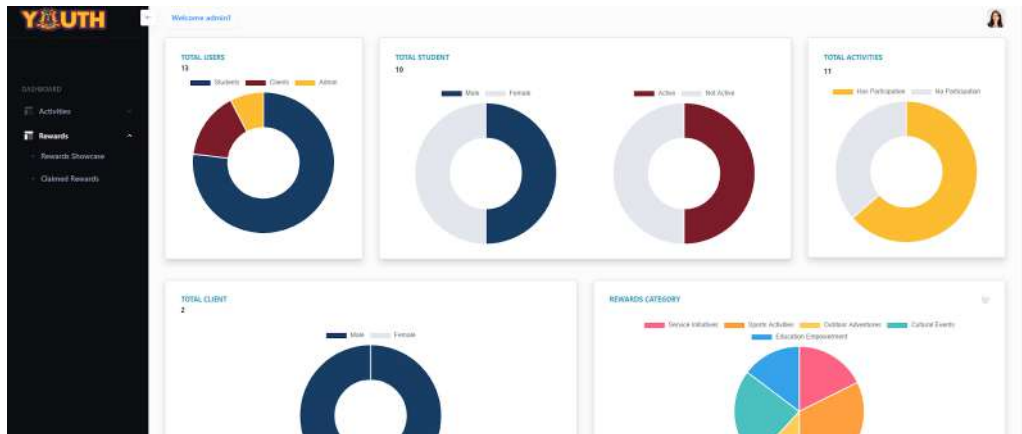 YOUTH
Welcome admin!
DASHBOARD
Activities
Rewards
Rewards Showcase
Claimed Rewards
TOTAL USERS
13
Students Clients Admin
TOTAL STUDENT
10
Male Female
Active Not Active
TOTAL ACTIVITIES
11
Has Participation No Participation
TOTAL CLIENT
2
Male Female
REWARDS CATEGORY
Service Initiatives Sports Activities Outdoor Adventures Cultural Events
Education Empowerment